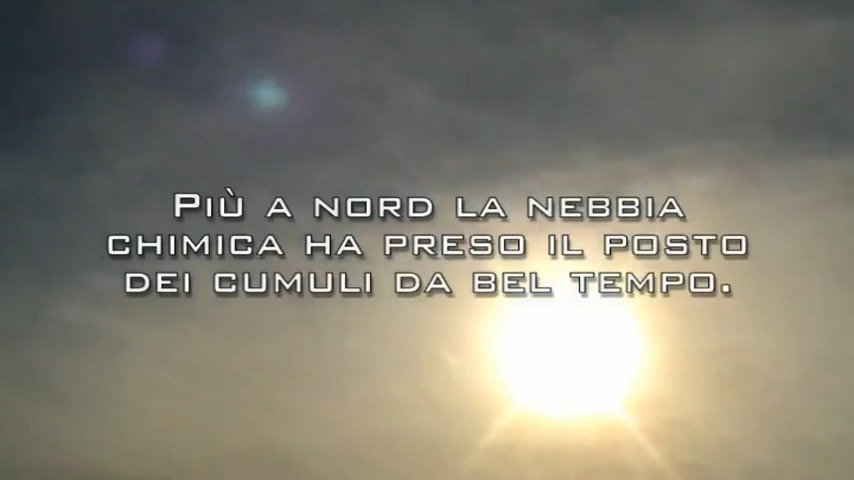 Più a nord la nebbia
chimica ha preso il posto
dei cumuli da bel tempo.